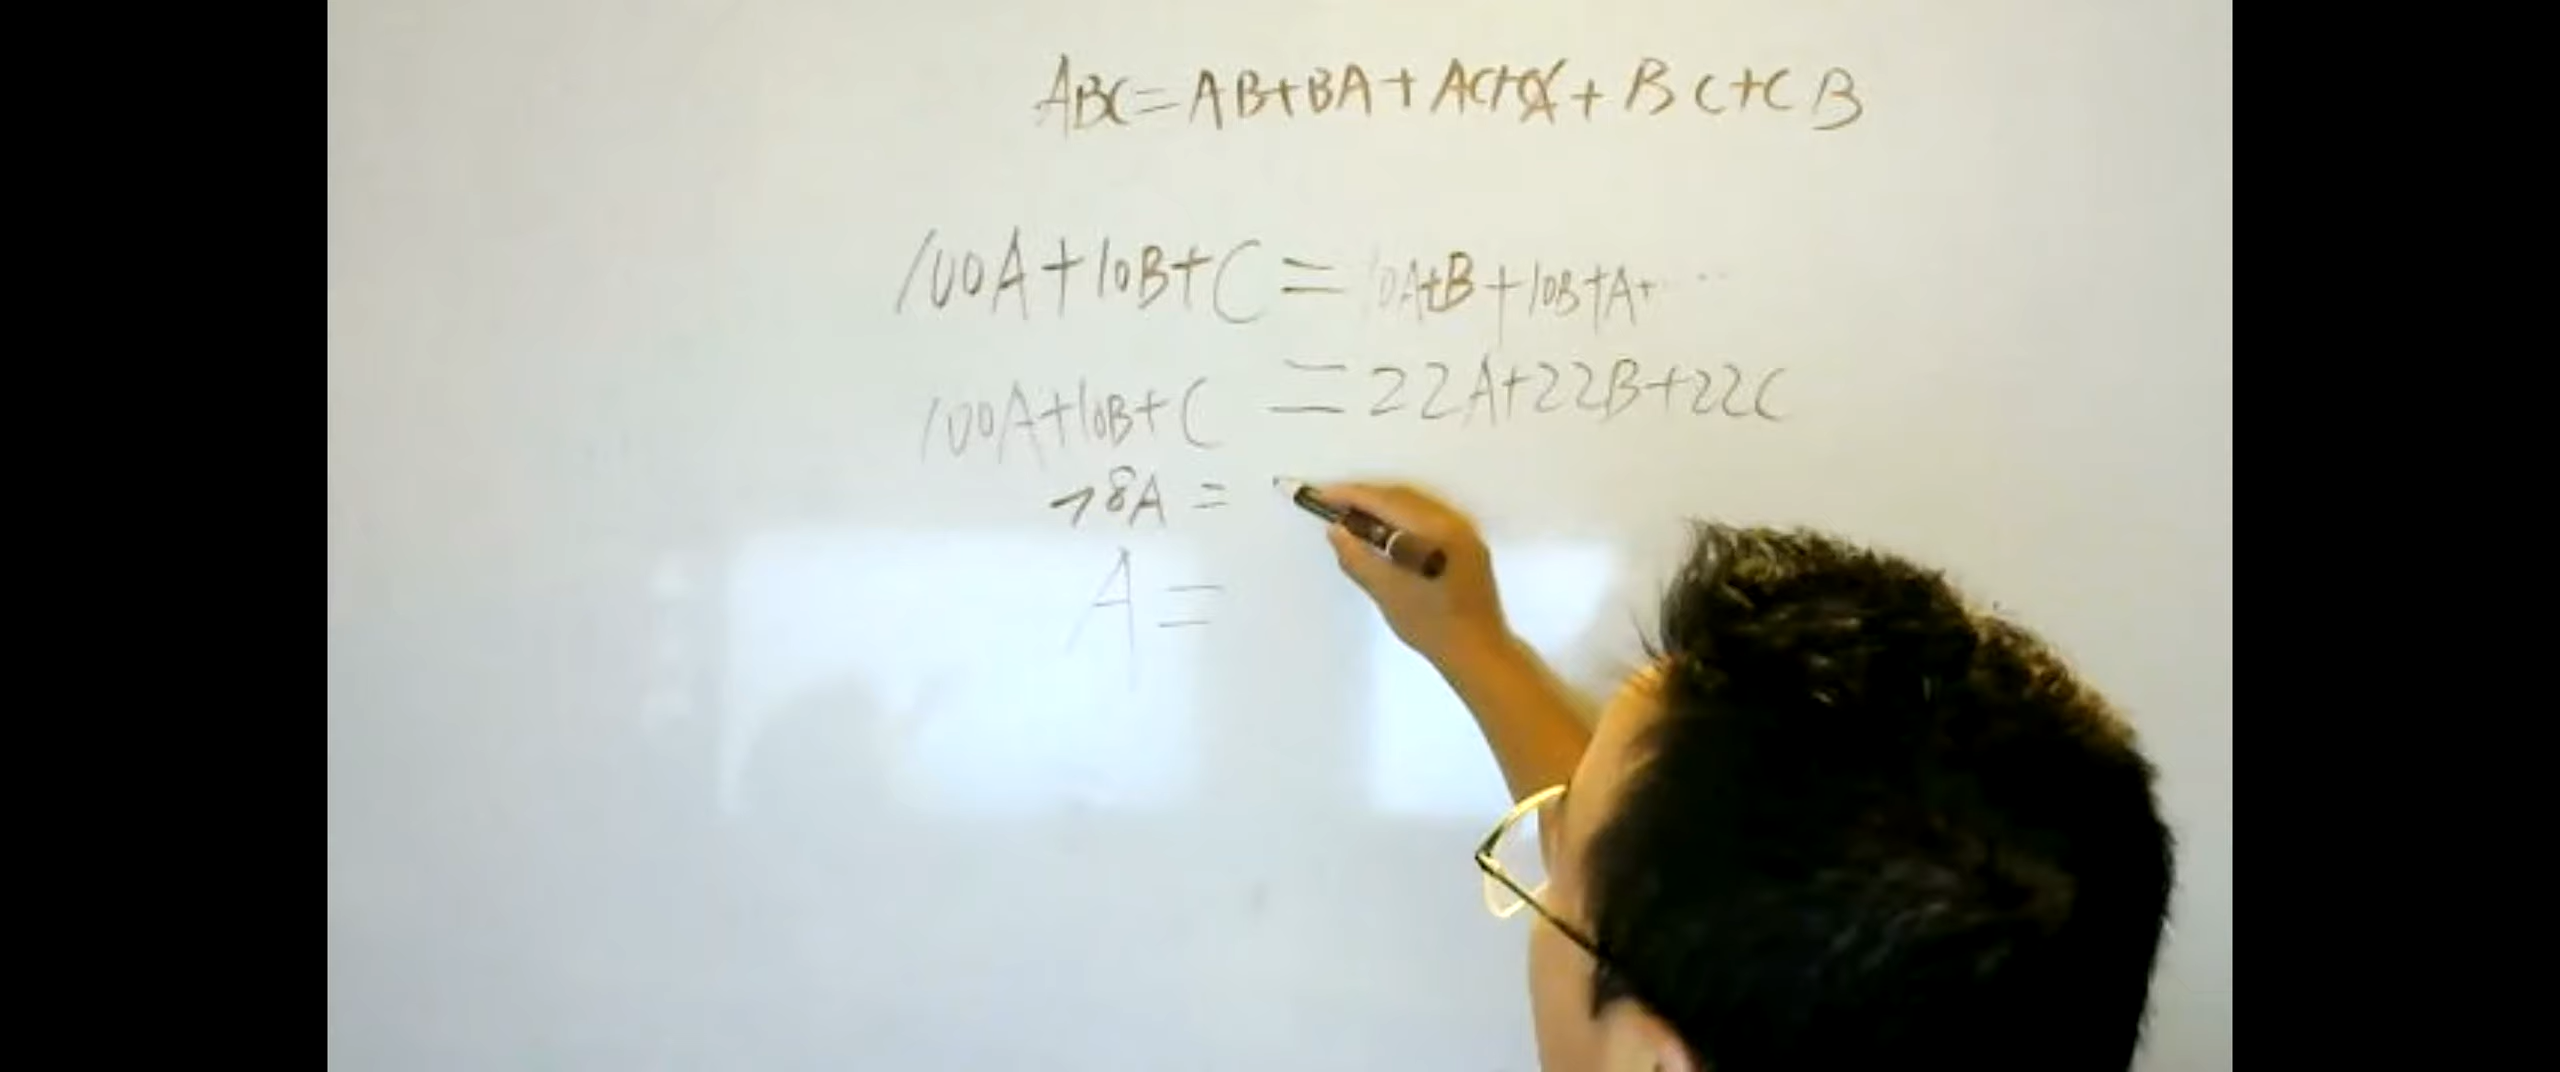 ABC=AB+BA+AC+CA+BC+CB
100A+10B+C=10A+B+10B+A+...
100A+10B+C=22A+22B+22C
78A=
A=